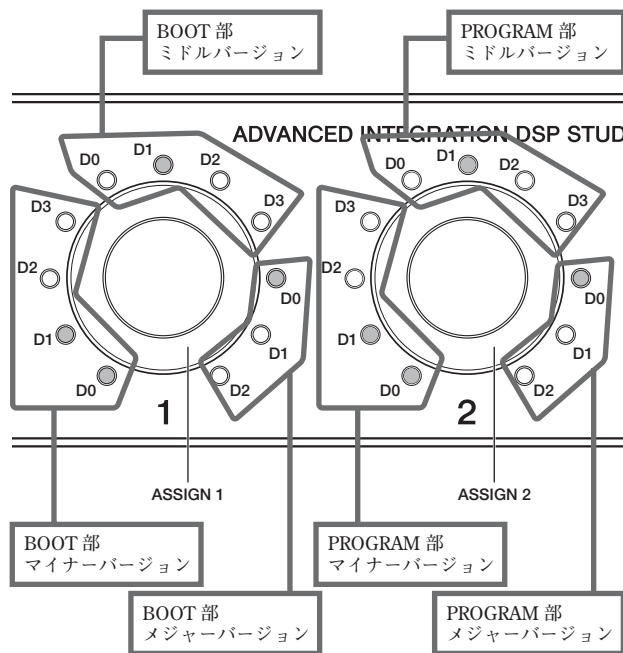 BOOT 部
ミドルバージョン
PROGRAM 部
ミドルバージョン
ADVANCED INTEGRATION DSP STUD
D0
D1
D2
D3
D3
D2
D1
D0
D0
D1
D2
1
D0
D1
D2
D3
D3
D2
D1
D0
D0
D1
D2
2
ASSIGN 1
ASSIGN 2
BOOT 部
マイナーバージョン
PROGRAM 部
マイナーバージョン
BOOT 部
メジャーバージョン
PROGRAM 部
メジャーバージョン